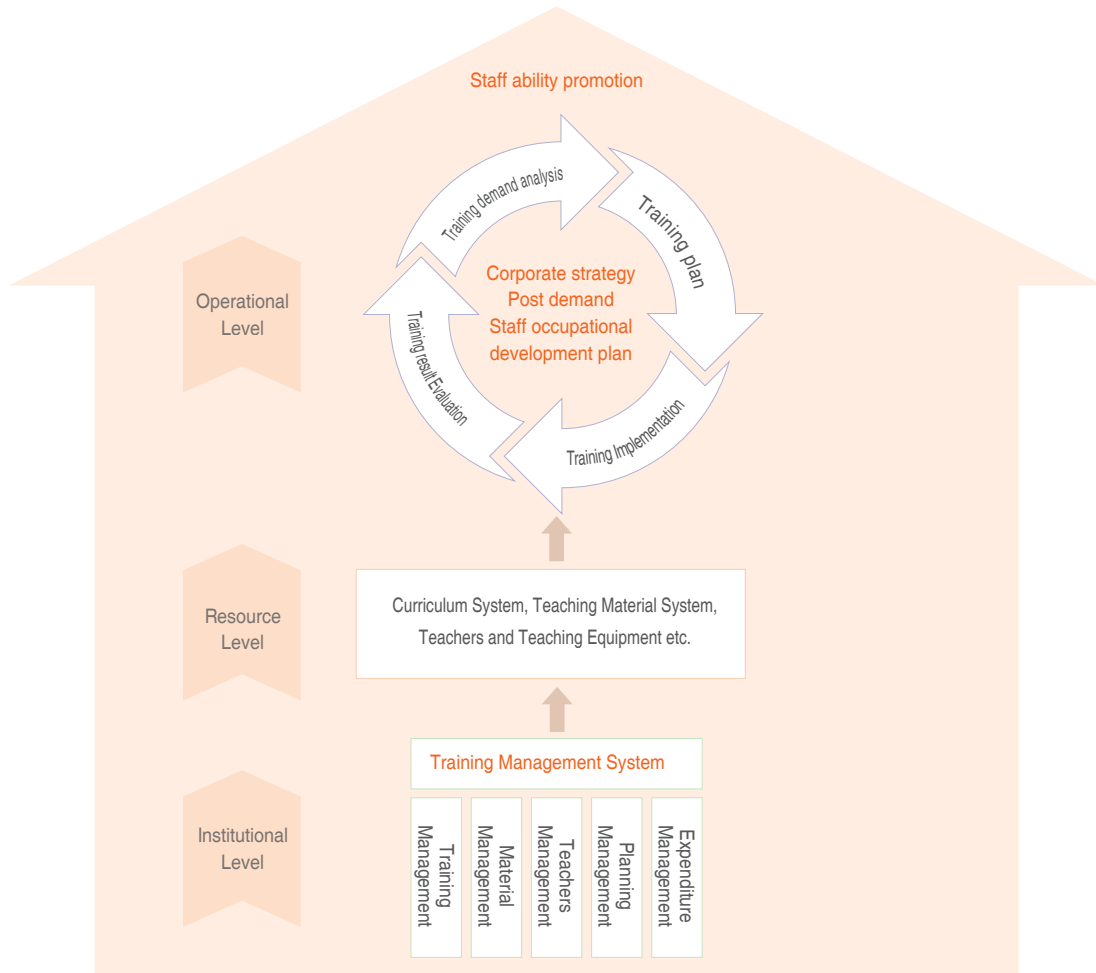 Staff ability promotion
Training demand analysis
Training plan
Training Implementation
Training result Evaluation
Corporate strategy
Post demand
Staff occupational
development plan
Operational
Level
Resource
Level
Curriculum System, Teaching Material System,
Teachers and Teaching Equipment etc.
Training Management System
Institutional
Level
Training
Management
Material
Management
Teachers
Management
Planning
Management
Expenditure
Management